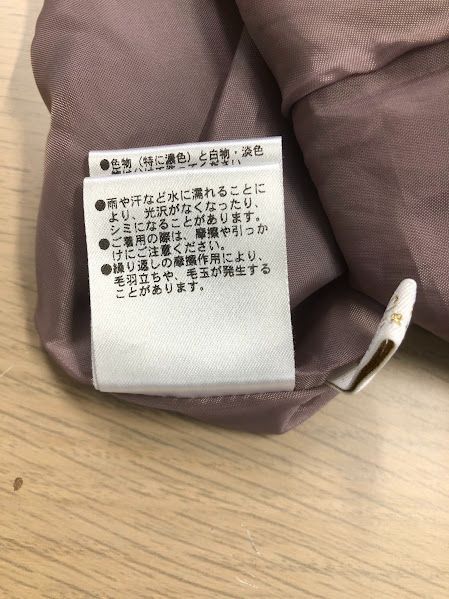 ●色物（特に濃色）と白物・淡色
●雨や汗など水に濡れることに
より、光沢がなくなったり、
シミになることがあります。
●ご着用の際は、摩擦や引っか
けにご注意ください。
●繰り返しの摩擦作用により、
毛羽立ちや、毛玉が発生する
ことがあります。